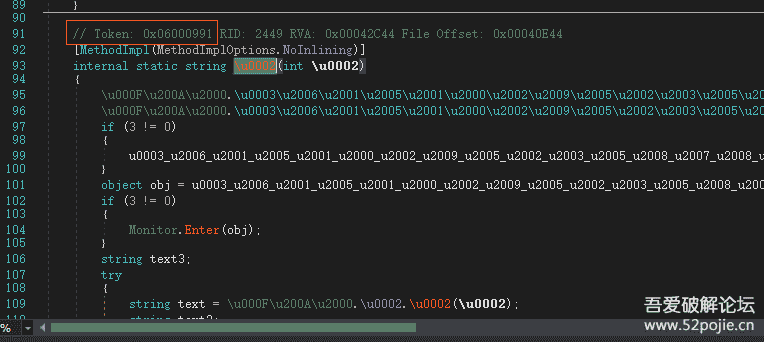 89 }
90
91 // Token: 0x06000991 RID: 2449 RVA: 0x00042C44 File Offset: 0x00040E44
92 [MethodImpl(MethodImplOptions.NoInlining)]
93 internal static string \u0002(int \u0002)
94 {
95 \u000F\u200A\u2000.\u0003\u2006\u2001\u2005\u2001\u2000\u2002\u2009\u2005\u2002\u2003\u2005\u
96 \u000F\u200A\u2000.\u0003\u2006\u2001\u2005\u2001\u2000\u2002\u2009\u2005\u2002\u2003\u2005\u
97 if (3 != 0)
98 {
99 u0003_u2006_u2001_u2005_u2001_u2000_u2002_u2009_u2005_u2002_u2003_u2005_u2008_u2007_u2008_u
100 }
101 object obj = u0003_u2006_u2001_u2005_u2001_u2000_u2002_u2009_u2005_u2002_u2003_u2005_u2008_u200
102 if (3 != 0)
103 {
104 Monitor.Enter(obj);
105 }
106 string text3;
107 try
108 {
109 string text = \u000F\u200A\u2000.\u0002.\u0002(\u0002);
%
吾爱破解论坛
www.52pojie.cn